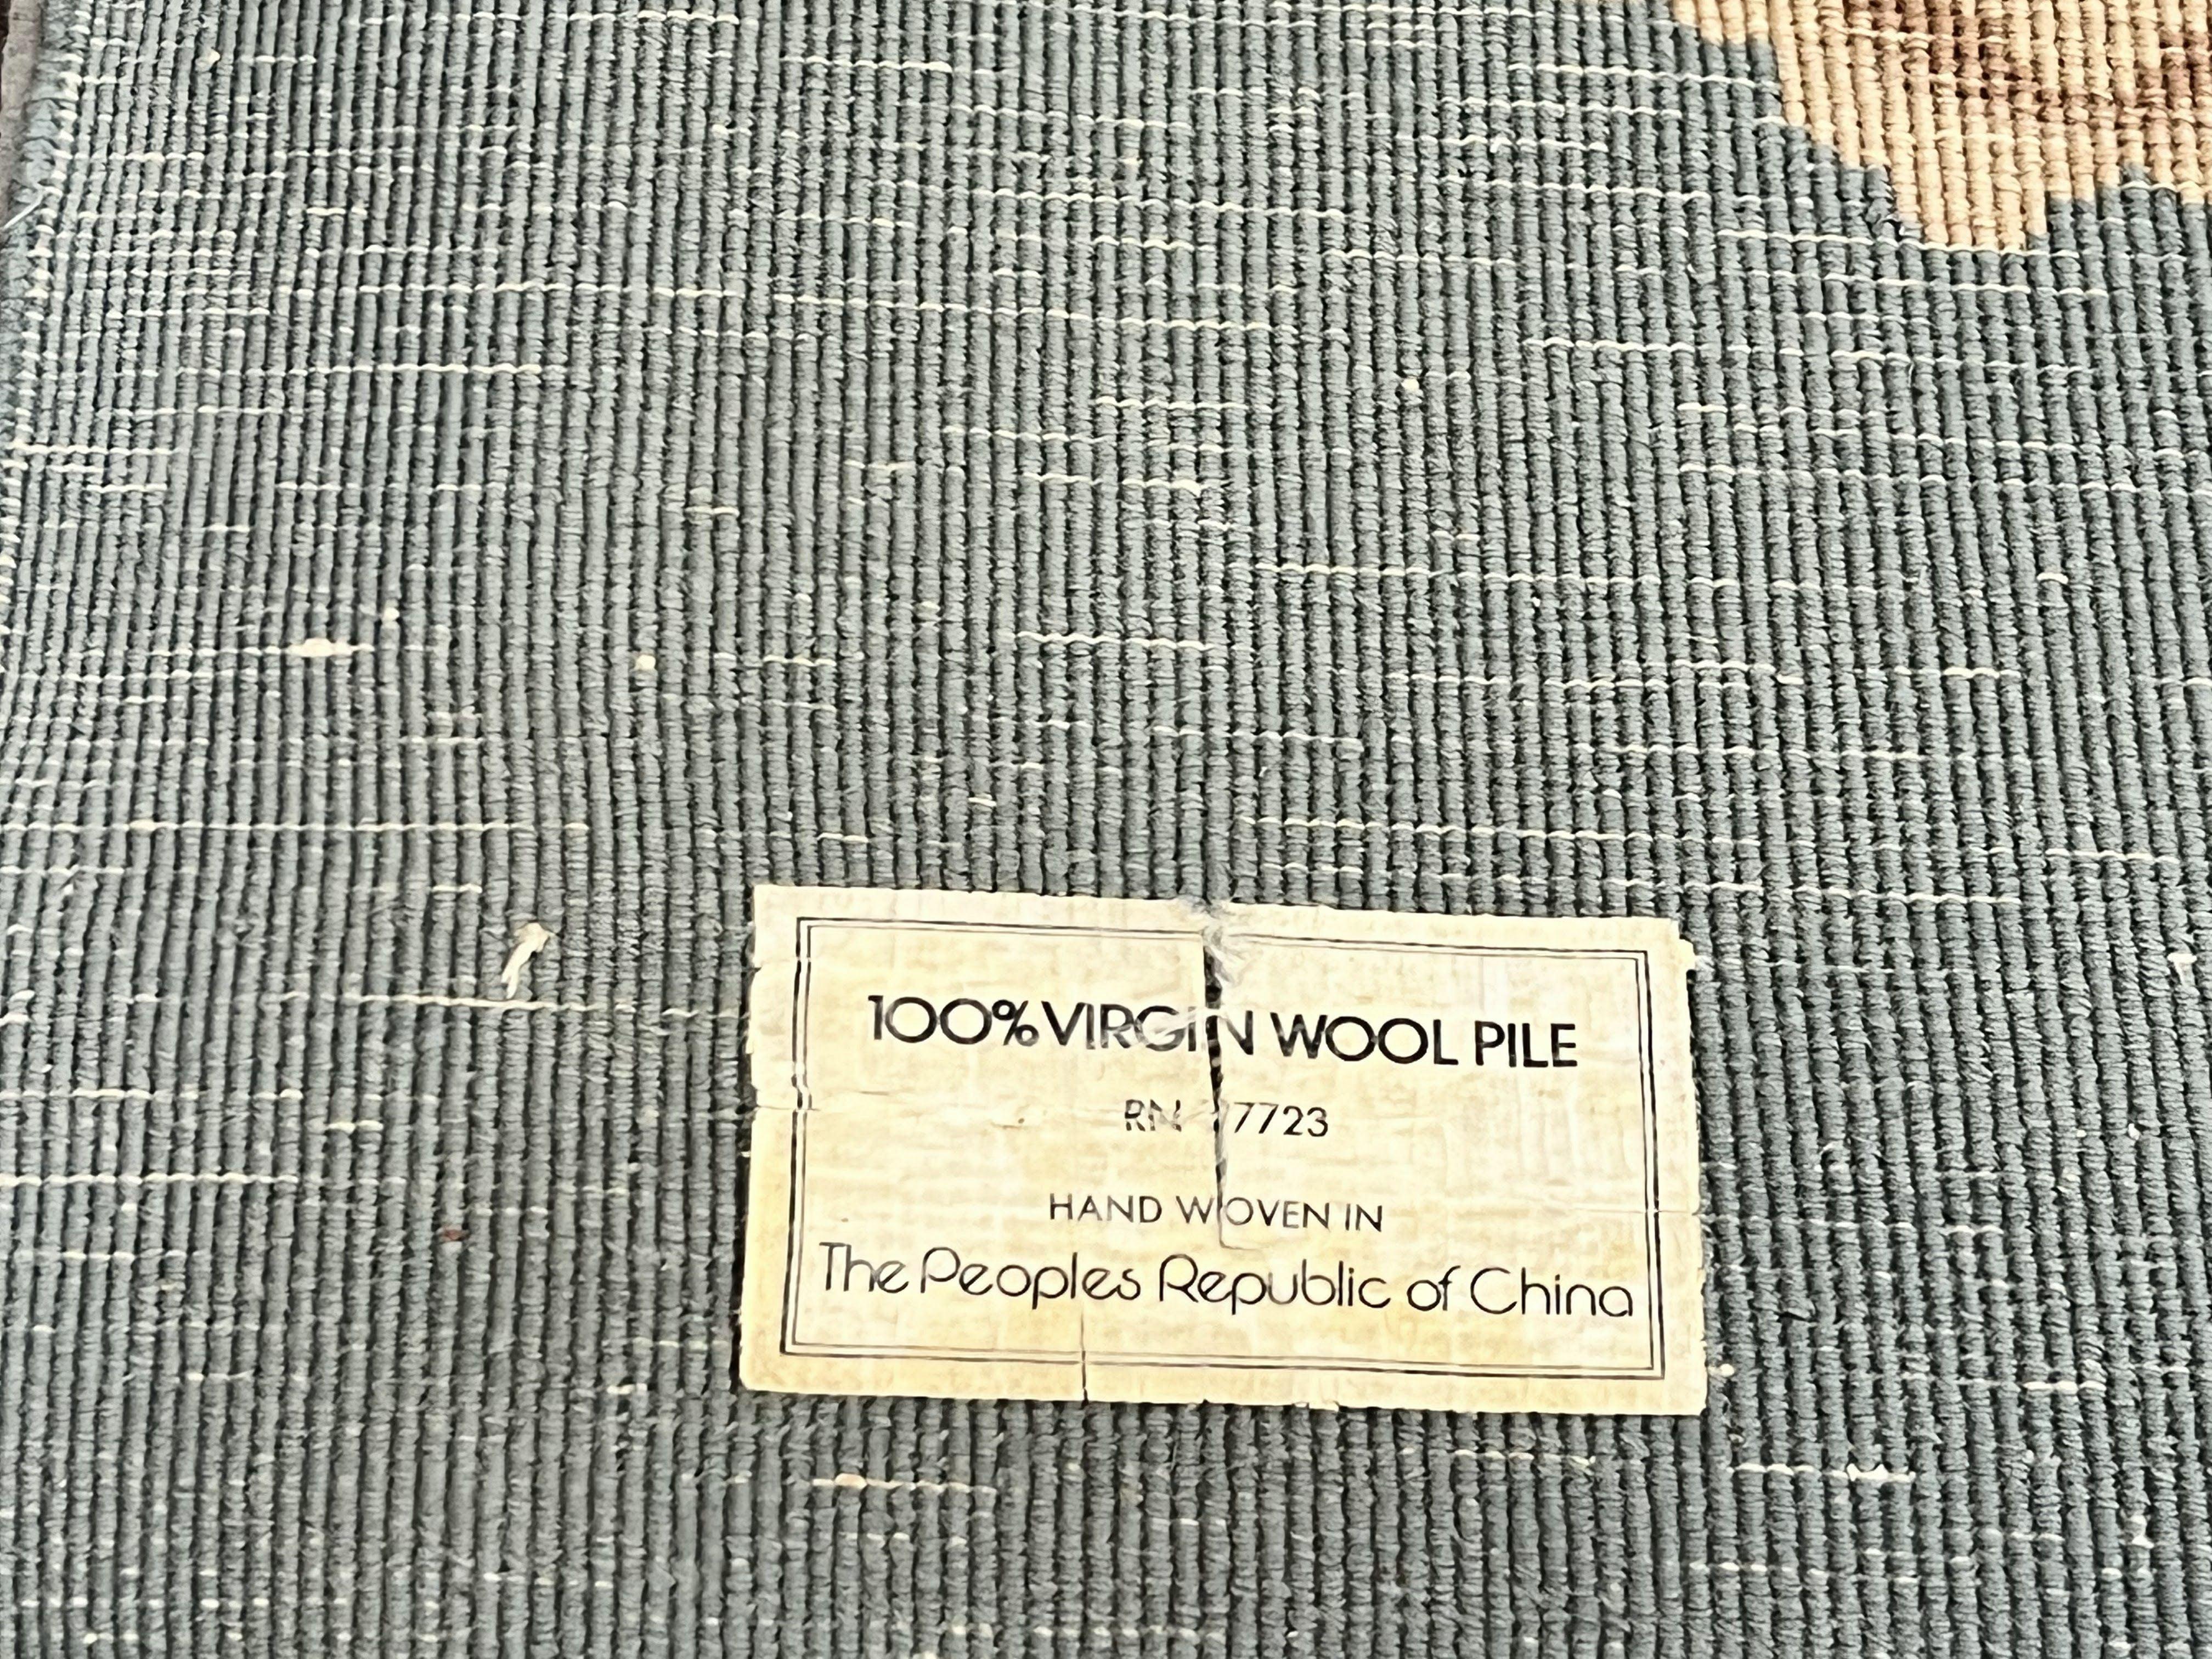 100% VIRGIN WOOL PILE
RN
HAND WOVEN IN
The Peoples Republic of China